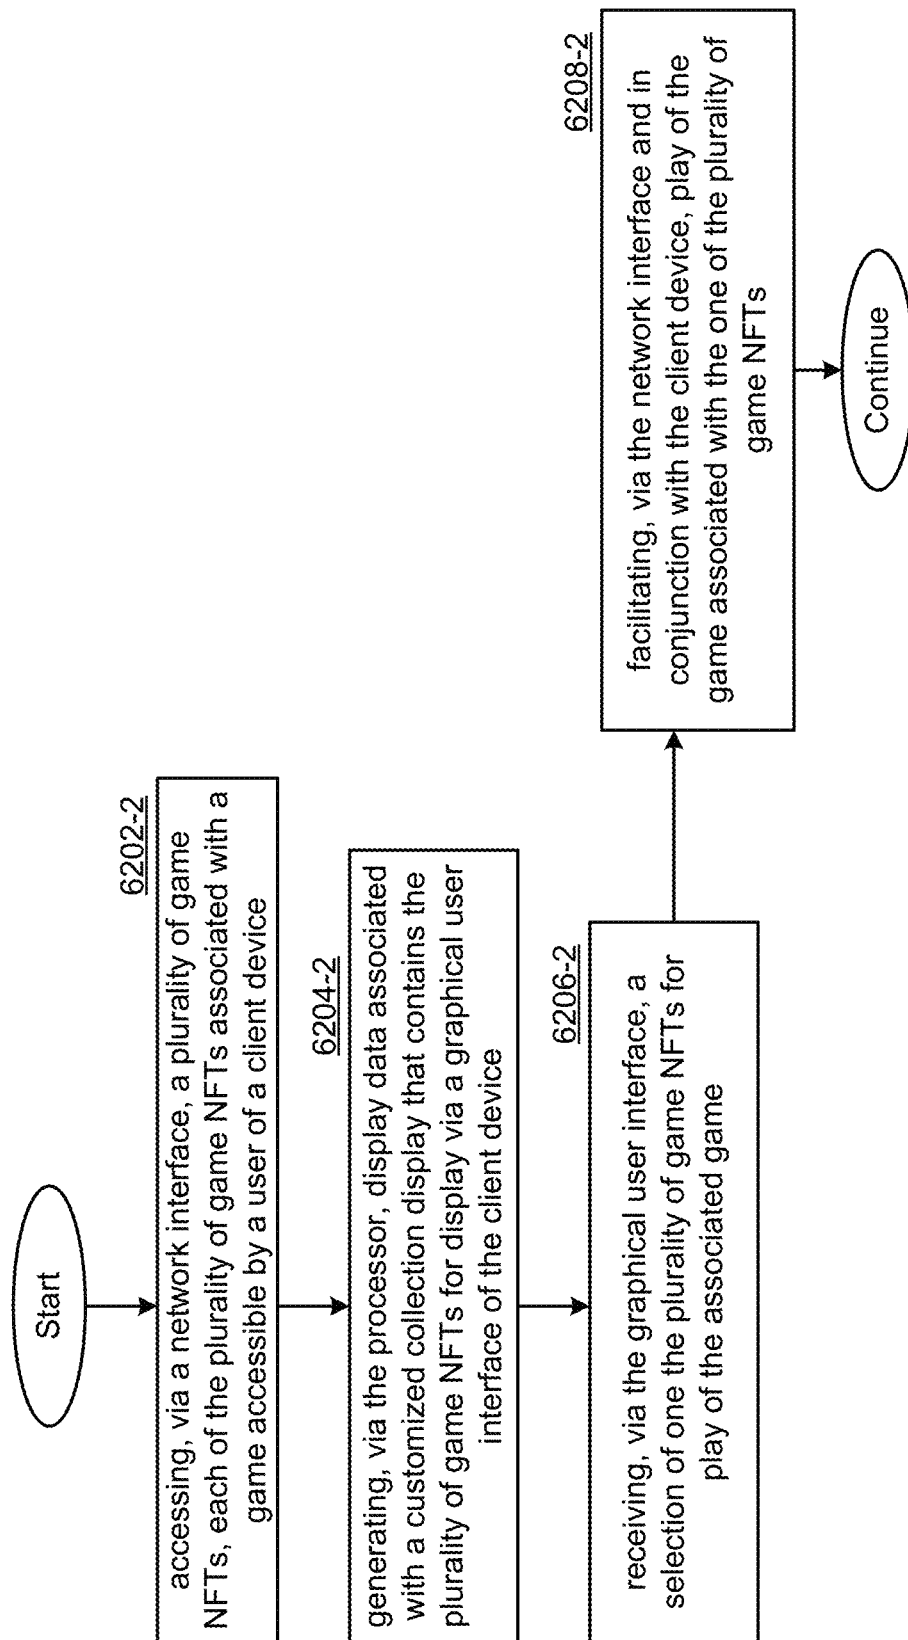 Start
6202-2
accessing, via a network interface, a plurality of game
NFTs, each of the plurality of game NFTs associated with a
game accessible by a user of a client device
6204-2
generating, via the processor, display data associated
with a customized collection display that contains the
plurality of game NFTs for display via a graphical user
interface of the client device
6206-2
receiving, via the graphical user interface, a
selection of one the plurality of game NFTs for
play of the associated game
6208-2
facilitating, via the network interface and in
conjunction with the client device, play of the
game associated with the one of the plurality of
game NFTs
Continue